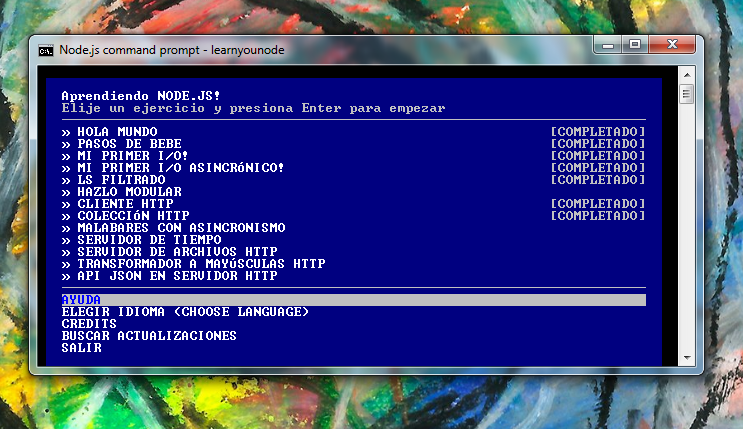 Node.js command prompt - learnyounode
Aprendiendo NODE.JS!
Elije un ejercicio y presiona Enter para empezar
» HOLA MUNDO [COMPLETADO]
» PASOS DE BEBE [COMPLETADO]
» MI PRIMER I/O! [COMPLETADO]
» MI PRIMER I/O ASINCRóNICO! [COMPLETADO]
» LS FILTRADO [COMPLETADO]
» HAZLO MODULAR
» CLIENTE HTTP [COMPLETADO]
» COLECCIóN HTTP [COMPLETADO]
» MALABARES CON ASINCRONISMO
» SERVIDOR DE TIEMPO
» SERVIDOR DE ARCHIVOS HTTP
» TRANSFORMADOR A MAYúSCULAS HTTP
» API JSON EN SERVIDOR HTTP
AYUDA
ELEGIR IDIOMA (CHOOSE LANGUAGE)
CREDITS
BUSCAR ACTUALIZACIONES
SALIR